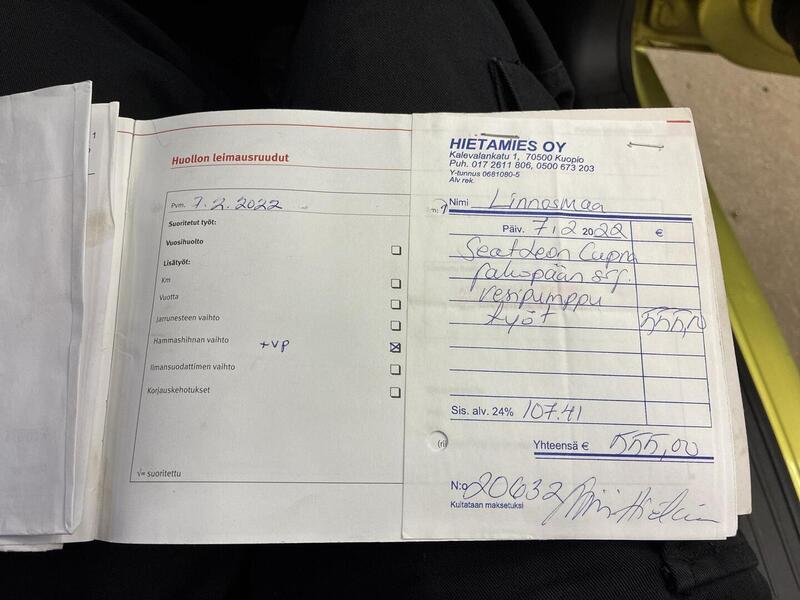 Huollon leimausruudut
Pvm. 7.2.2022
Suoritetut työt:
Vuosihuolto
Lisätyöt:
Km
Vuotta
Jarrunesteen vaihto
Hammashihnan vaihto +vp
Ilmansuodattimen vaihto
Korjauskehotukset
√= suoritettu
HIETAMIES OY
Kalevalankatu 1, 70500 Kuopio
Puh. 017 2611 806, 0500 673 203
Y-tunnus 0681080-5
Alv rek.
Nimi Linnosmaa
Päiv. 7.2 2022 €
Seat Leon Cupra
jakopään srj.
vesipumppu
työt 555,00
Sis. alv. 24% 107.41
Yhteensä € 555,00
N:o 20632
Kuitataan maksetuksi